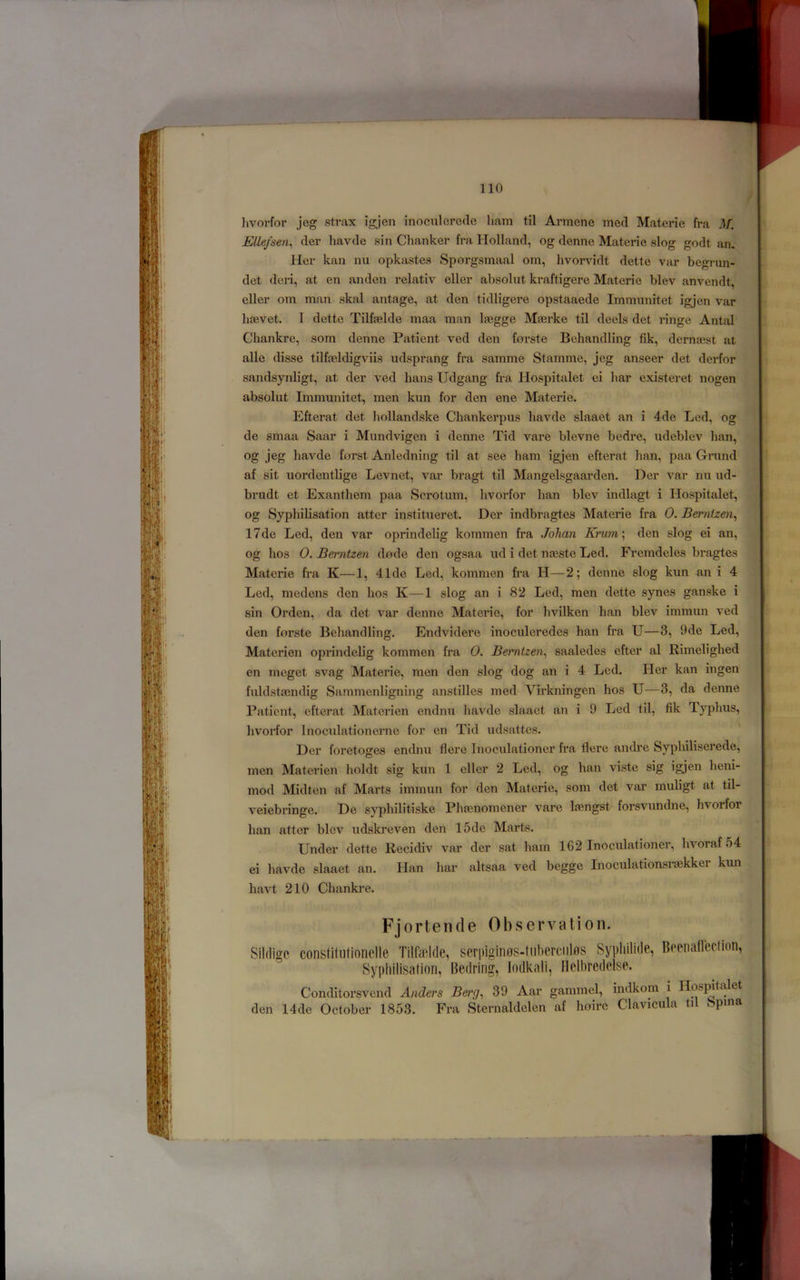 110
hvorfor jeg strax igjen inoculerede ham til Armene med Materie fra M.
Ellefsen, der havde sin Chanker fra Holland, og denne Materie slog godt an.
Her kan nu opkastes Spørgsmaal om, hvorvidt dette var begrun-
det deri, at en anden relativ eller absolut kraftigere Materie blev anvendt,
eller om man skal antage, at den tidligere opstaaede Immunitet igjen var
hævet. I dette Tilfælde maa man lægge Mærke til deels det ringe Antal
Chankre, som denne Patient ved den første Behandling fik, dernæst at
alle disse tilfældigviis udsprang fra samme Stamme, jeg anseer det derfor
sandsynligt, at der ved hans Udgang fra Hospitalet ei har existeret nogen
absolut Immunitet, men kun for den ene Materie.
Efterat det hollandske Chankerpus havde slaaet an i 4de Led, og
de smaa Saar i Mundvigen i denne Tid vare blevne bedre, udeblev han,
og jeg havde først Anledning til at see ham igjen efterat han, paa Grund
af sit uordentlige Levnet, var bragt til Mangelsgaarden. Der var nu ud-
brudt et Exanthem paa Scrotum, hvorfor han blev indlagt i Hospitalet,
og Syphilisation atter institueret. Der indbragtes Materie fra O. Berntzen,
17de Led, den var oprindelig kommen fra Johan Krum; den slog ei an,
og hos O. Berntzen døde den ogsaa ud i det næste Led. Fremdeles bragtes
Materie fra K—1, 41de Led, kommen fra H—2; denne slog kun an i 4
Led, medens den hos K—1 slog an i 82 Led, men dette synes ganske i
sin Orden, da det var denne Materie, for hvilken han blev immun ved
den første Behandling. Endvidere inoculeredes han fra U—3, 9de Led,
Materien oprindelig kommen fra O. Berntzen, saaledes efter al Rimelighed
en meget svag Materie, men den slog dog an i 4 Led. Her kan ingen
fuldstændig Sammenligning anstilles med Virkningen hos U—3, da denne
Patient, efterat Materien endnu havde slaaet an i 9 Led til, fik Typhus,
hvorfor Inoculationerne for en Tid udsattes.
Der foretoges endnu flere Inoculationer fra flere andre Syphiliserede,
men Materien holdt sig kun 1 eller 2 Led, og han viste sig igjen heni-
mod Midten af Marts immun for den Materie, som det var muligt at til-
veiebringe. De syphilitiske Phænomener vare længst forsvundne, hvorfor
han atter blev udskreven den 15de Marts.
Under dette Recidiv var der sat ham 162 Inoculationer, hvoraf 54
ei havde slaaet an. Han har altsaa ved begge Inoculationsrækker kun
havt 210 Chankre.
Fjortende Observation.
Sildige constitutionelle Tilfælde, serpiginøs-tuberculøs Syphilide, Beenaffection,
Syphilisation, Bedring, Iodkali, Helbredelse.
Conditorsvend Anders Berg, 39 Aar gammel, indkom i Hospitalet
den 14de October 1853. Fra Sternaldelen af høire Clavicula til Spina